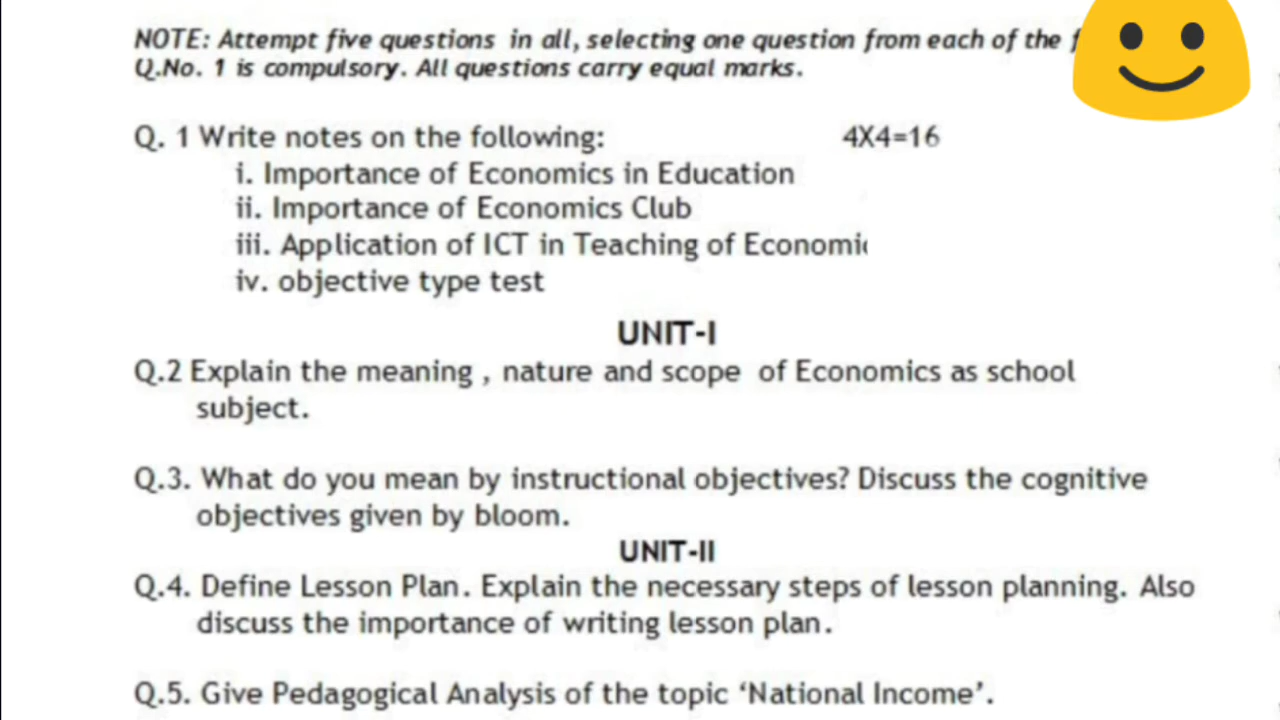 NOTE: Attempt five questions in all, selecting one question from each of the
Q.No. 1 is compulsory. All questions carry equal marks.
Q. 1 Write notes on the following: 4X4=16
i. Importance of Economics in Education
ii. Importance of Economics Club
iii. Application of ICT in Teaching of
iv. objective type test
UNIT-I
Q.2 Explain the meaning , nature and scope of Economics as school
subject.
Q.3. What do you mean by instructional objectives? Discuss the cognitive
objectives given by bloom.
UNIT-II
Q.4. Define Lesson Plan. Explain the necessary steps of lesson planning. Also
discuss the importance of writing lesson plan.
Q.5. Give Pedagogical Analysis of the topic ‘National Income’.